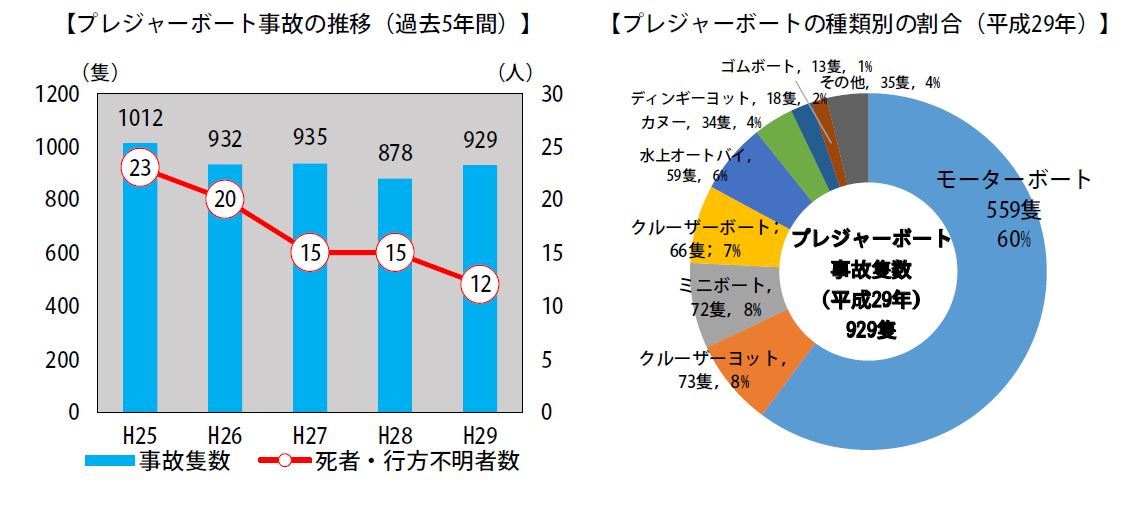 【プレジャーボート事故の推移（過去5年間）】
（隻）
（人）
1200
1000
800
600
400
200
0
30
25
20
15
10
5
0
1012
932
935
878
929
23
20
15
15
12
H25
H26
H27
H28
H29
事故隻数
死者・行方不明者数
【プレジャーボートの種類別の割合（平成29年）】
ゴムボート, 13隻, 1%
その他, 35隻, 4%
ディンギーヨット, 18隻, 2%
カヌー, 34隻, 4%
水上オートバイ,
59隻, 6%
クルーザーボート;
66隻; 7%
ミニボート,
72隻, 8%
クルーザーヨット,
73隻, 8%
モーターボート
559隻
60%
プレジャーボート
事故隻数
（平成29年）
929隻